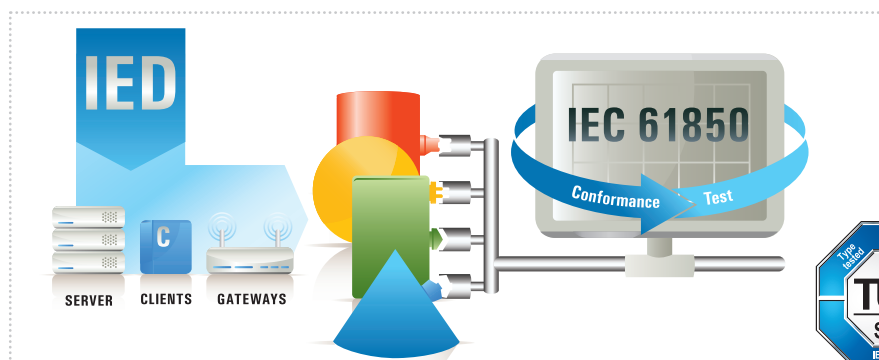 IED
C
SERVER
CLIENTS
GATEWAYS
IEC 61850
Conformance Test
Type
tested